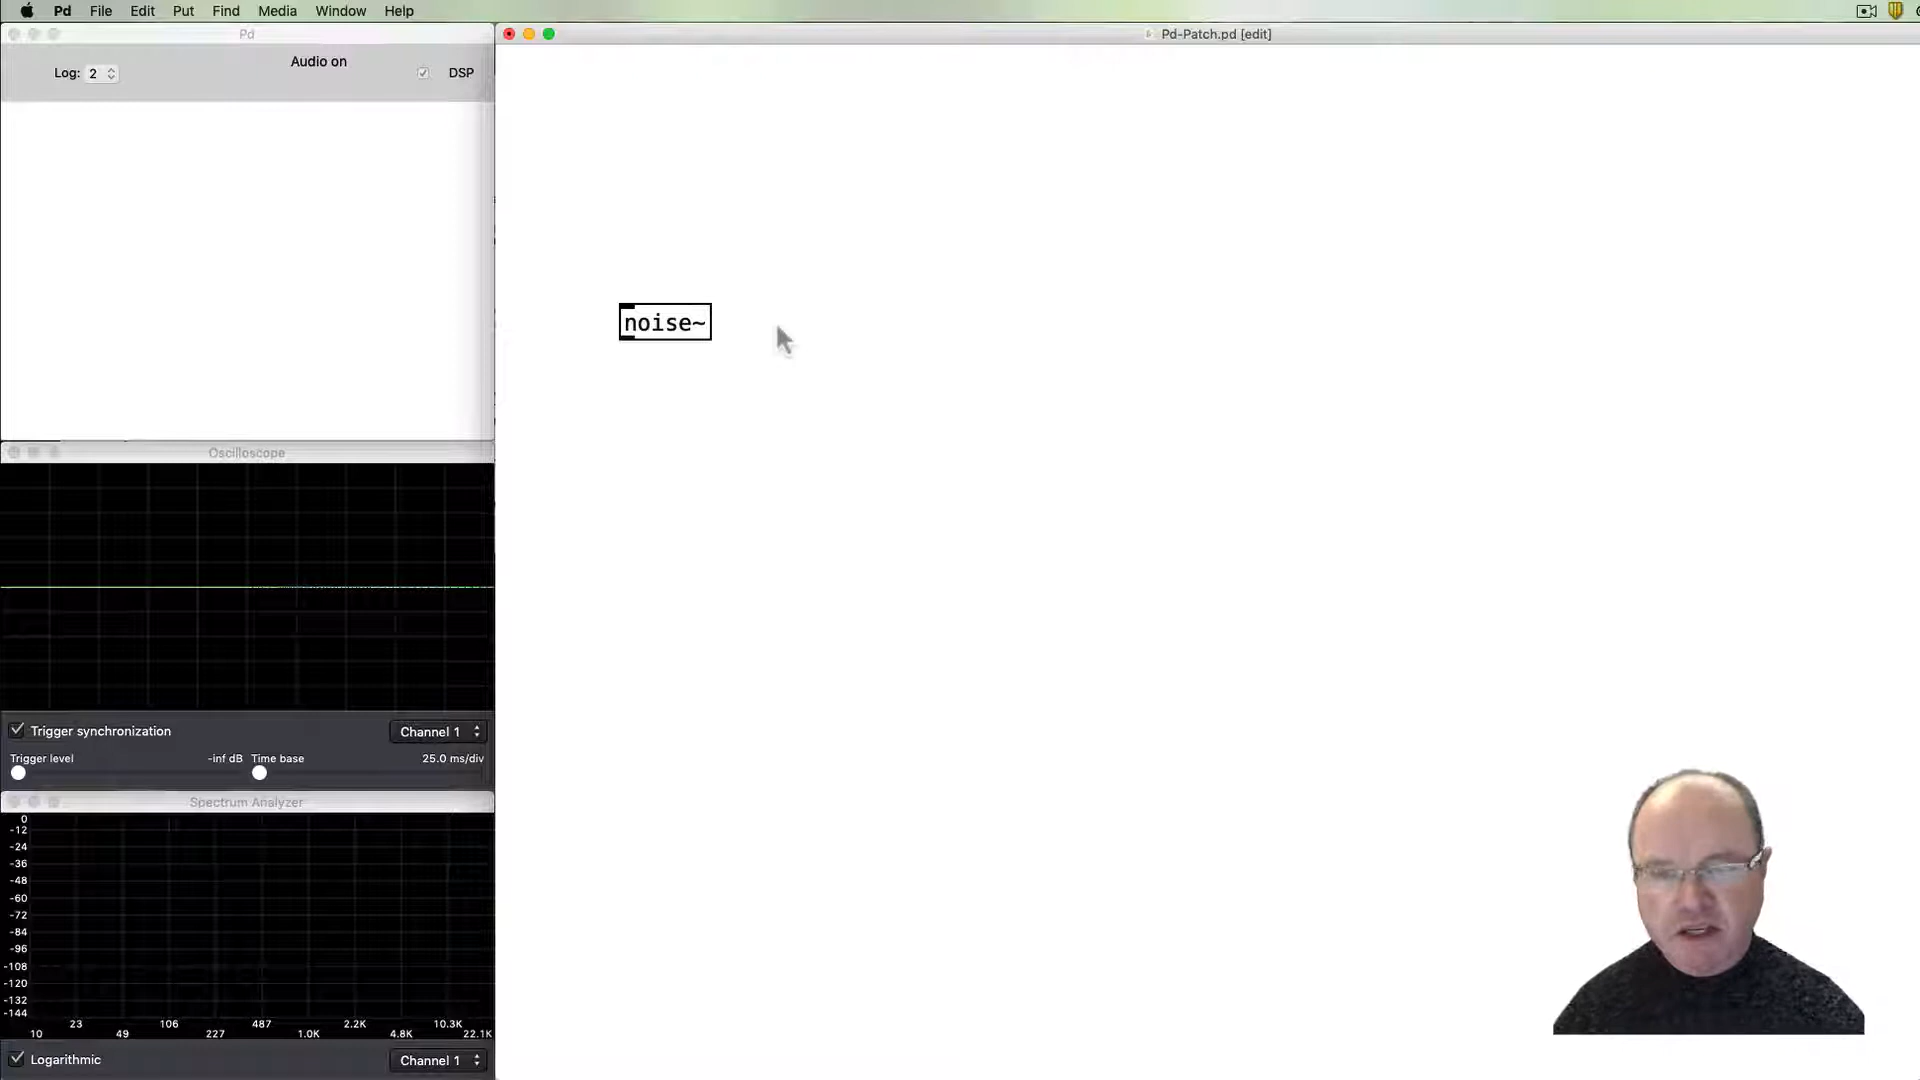 Pd File Edit Put Find Media Window Help
Pd
Audio on
Log: 2
DSP
Pd-Patch.pd [edit]
noise~
Oscilloscope
Trigger synchronization
Channel 1
Trigger level
-inf dB
Time base
25.0 ms/div
Spectrum Analyzer
0
-12
-24
-36
-48
-60
-72
-84
-96
-108
-120
-132
-144
23 106 487 2.2K 10.3K
10 49 227 1.0K 4.8K 22.1K
Logarithmic
Channel 1